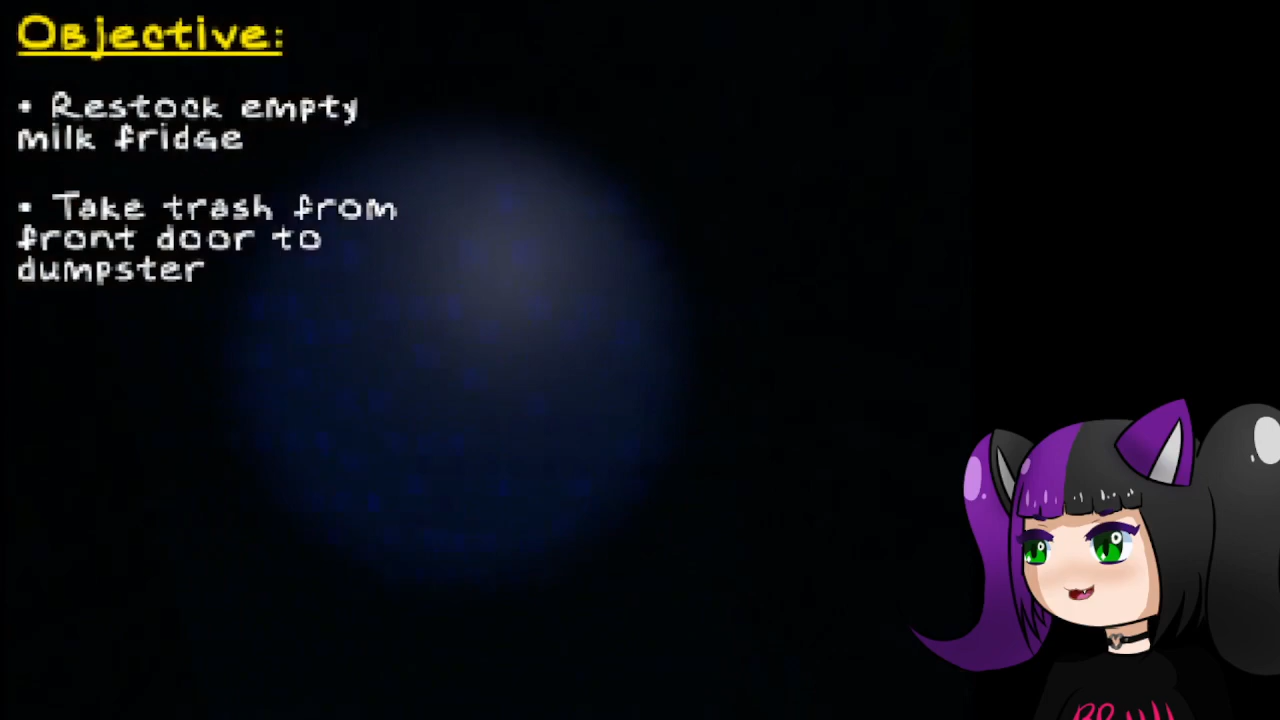 Objective:
• Restock empty
milk fridge
• Take trash from
front door to
dumpster